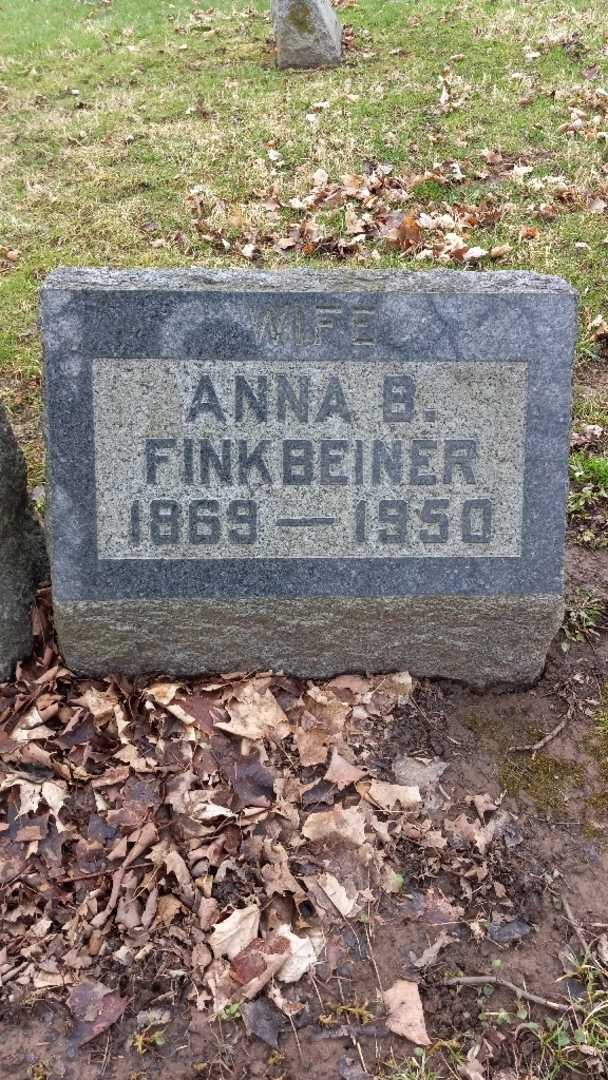 WIFE
ANNA B.
FINKBEINER
1869 — 1950